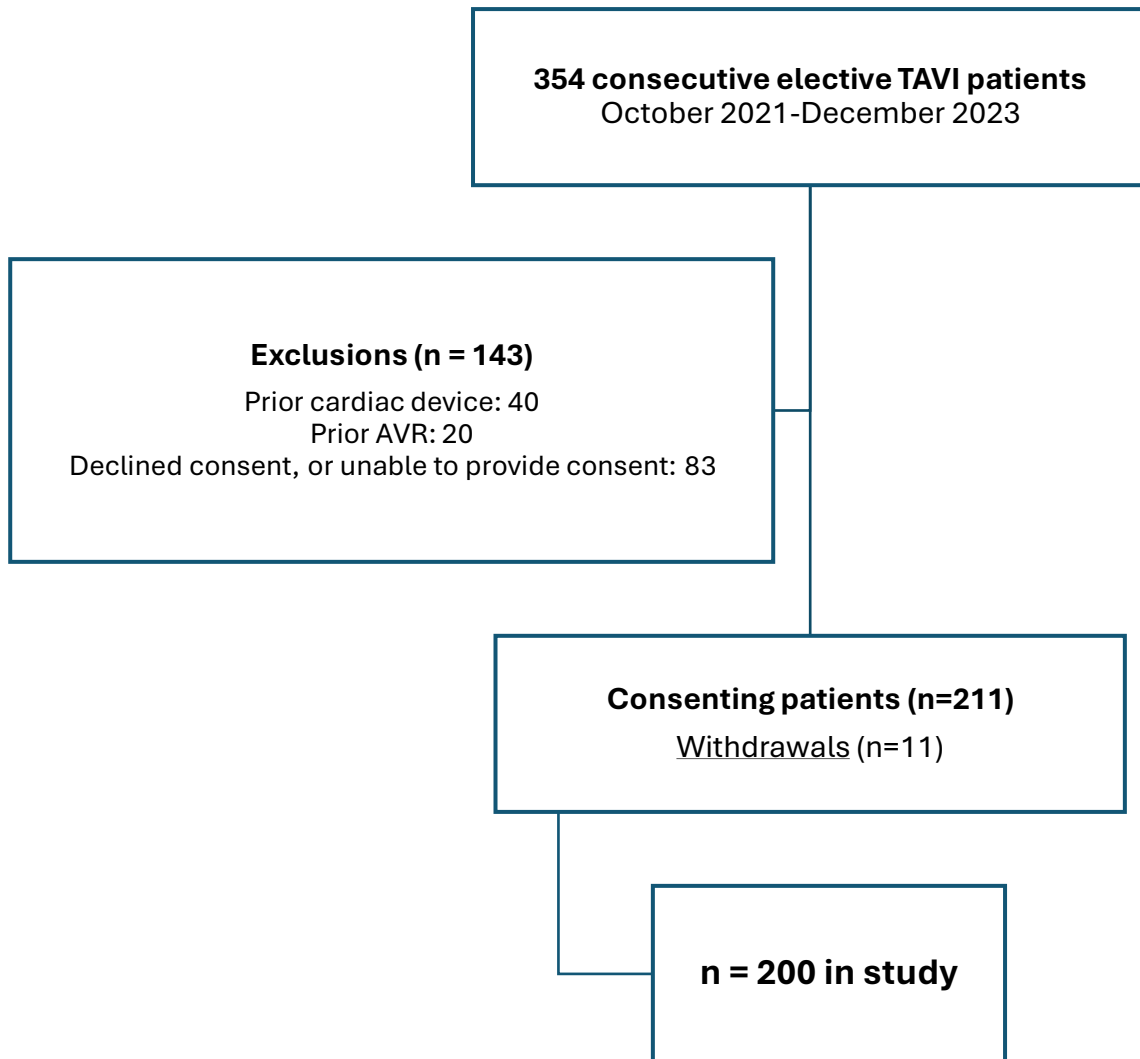 354 consecutive elective TAVI patients
October 2021-December 2023
Exclusions (n = 143)
Prior cardiac device: 40
Prior AVR: 20
Declined consent, or unable to provide consent: 83
Consenting patients (n=211)
Withdrawals (n=11)
n = 200 in study